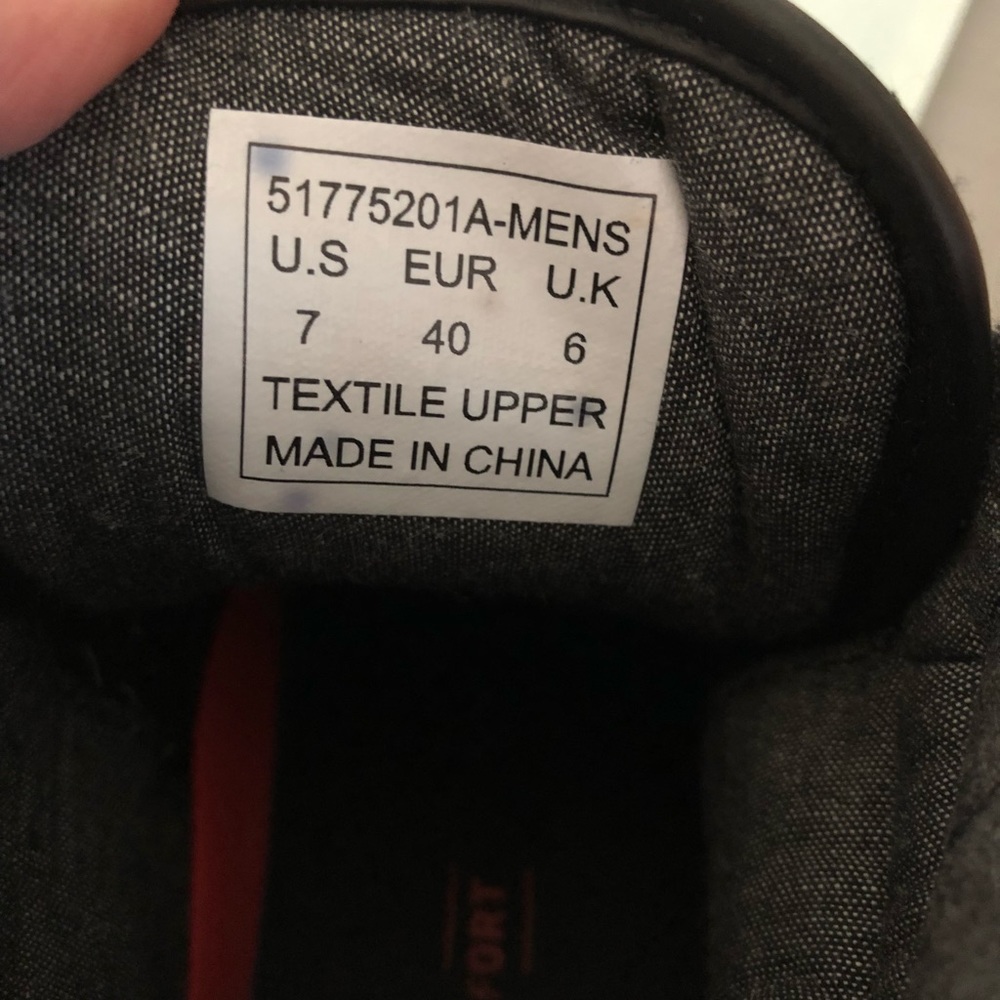 51775201A-MENS
U.S EUR U.K
7 40 6
TEXTILE UPPER
MADE IN CHINA